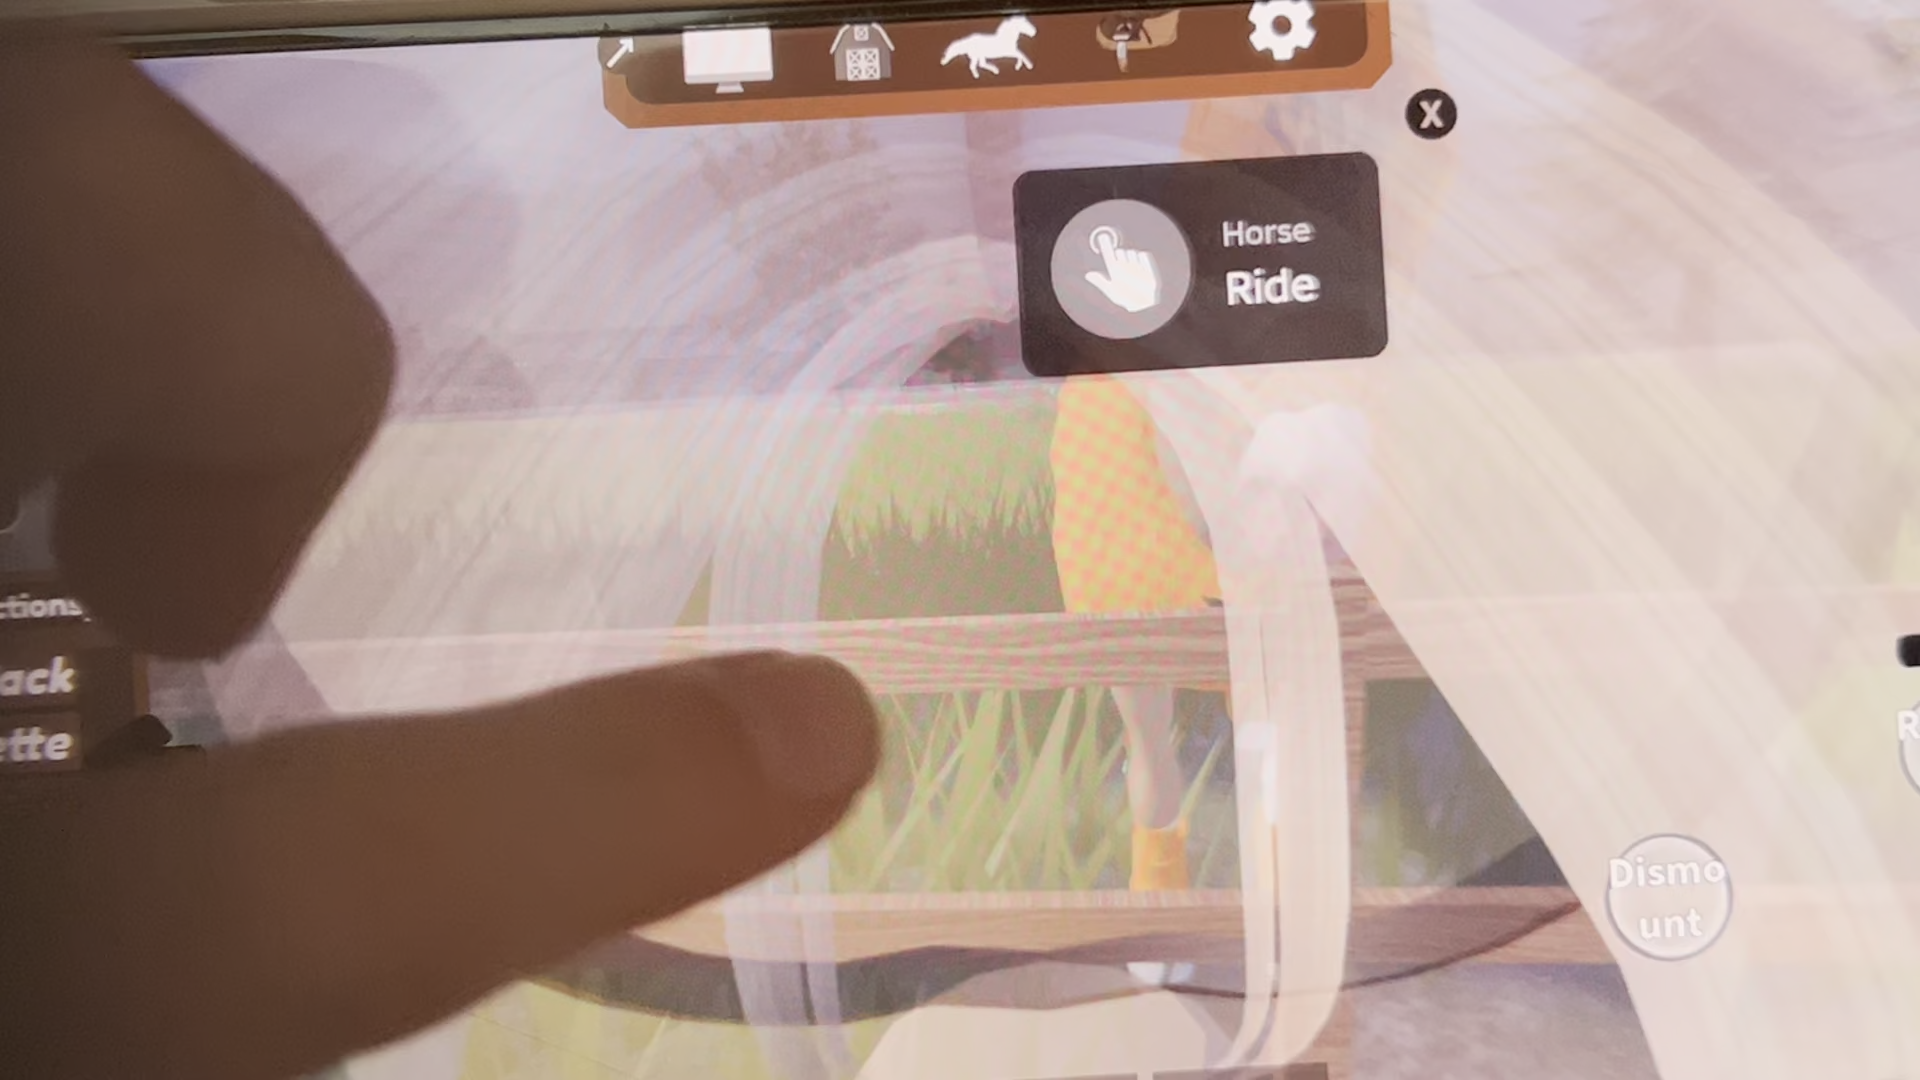 X
Horse
Ride
ctions
ack
ette
R
Dismo
unt